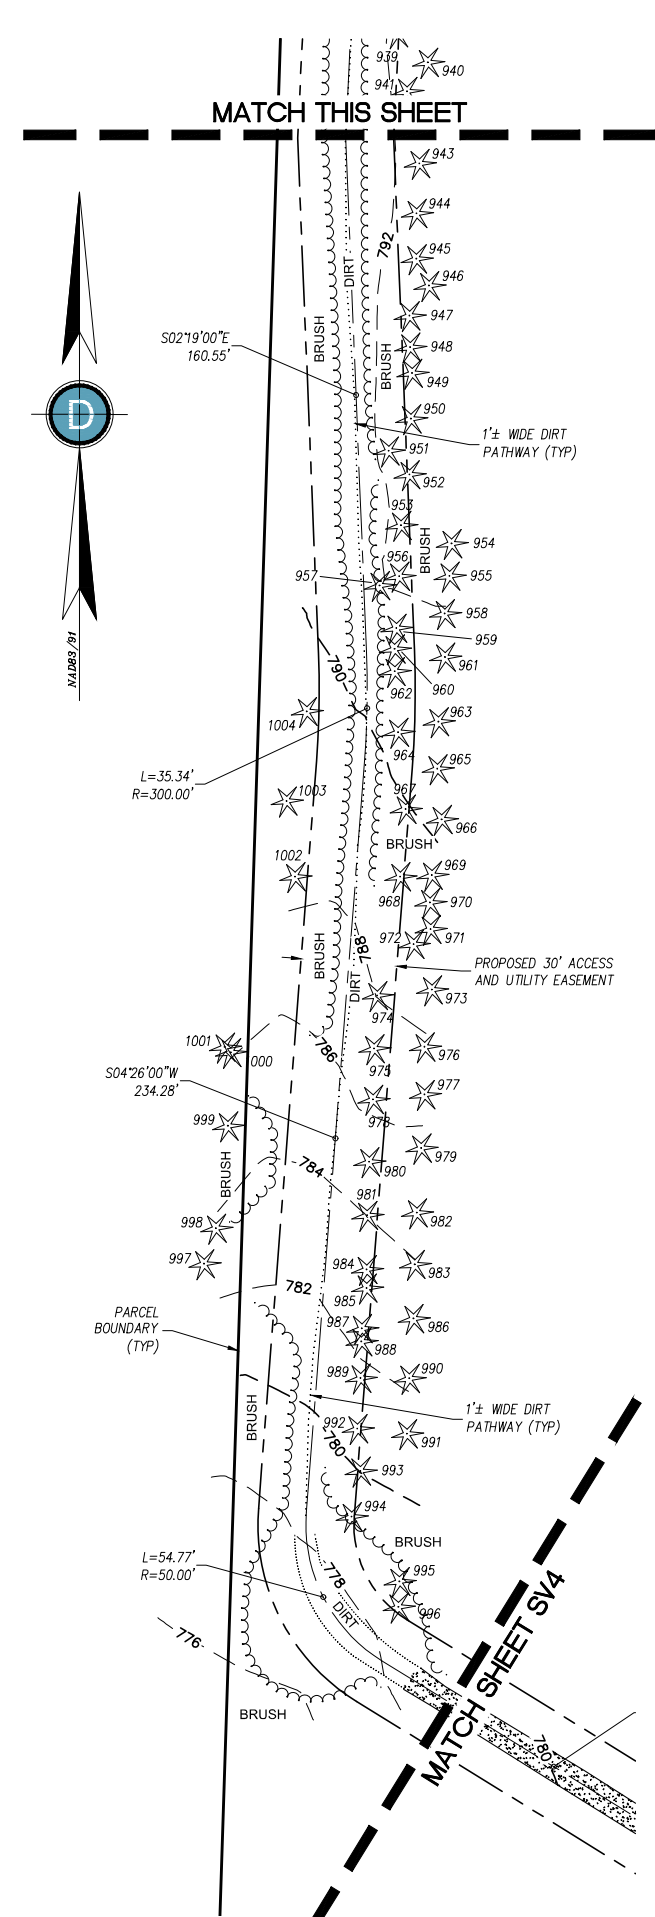 939
940
941
MATCH THIS SHEET
943
944
792
945
946
DIRT
947
BRUSH
S02°19'00"E
160.55'
948
BRUSH
949
D
950
1'± WIDE DIRT
PATHWAY (TYP)
951
952
953
BRUSH
954
956
957
955
958
NAD83/91
959
790
961
960
962
1004
963
964
L=35.34'
R=300.00'
965
1003
967
966
BRUSH
1002
969
968
970
971
972
788
BRUSH
DIRT
PROPOSED 30' ACCESS
AND UTILITY EASEMENT
973
974
1001
000
786
976
975
S04°26'00"W
234.28'
977
978
999
979
BRUSH
784
980
981
998
982
997
984
983
782
985
PARCEL
BOUNDARY
(TYP)
987
986
988
989
990
1'± WIDE DIRT
PATHWAY (TYP)
BRUSH
992
780
991
993
994
BRUSH
L=54.77'
R=50.00'
778
995
DIRT
996
776
MATCH SHEET SV4
BRUSH
780